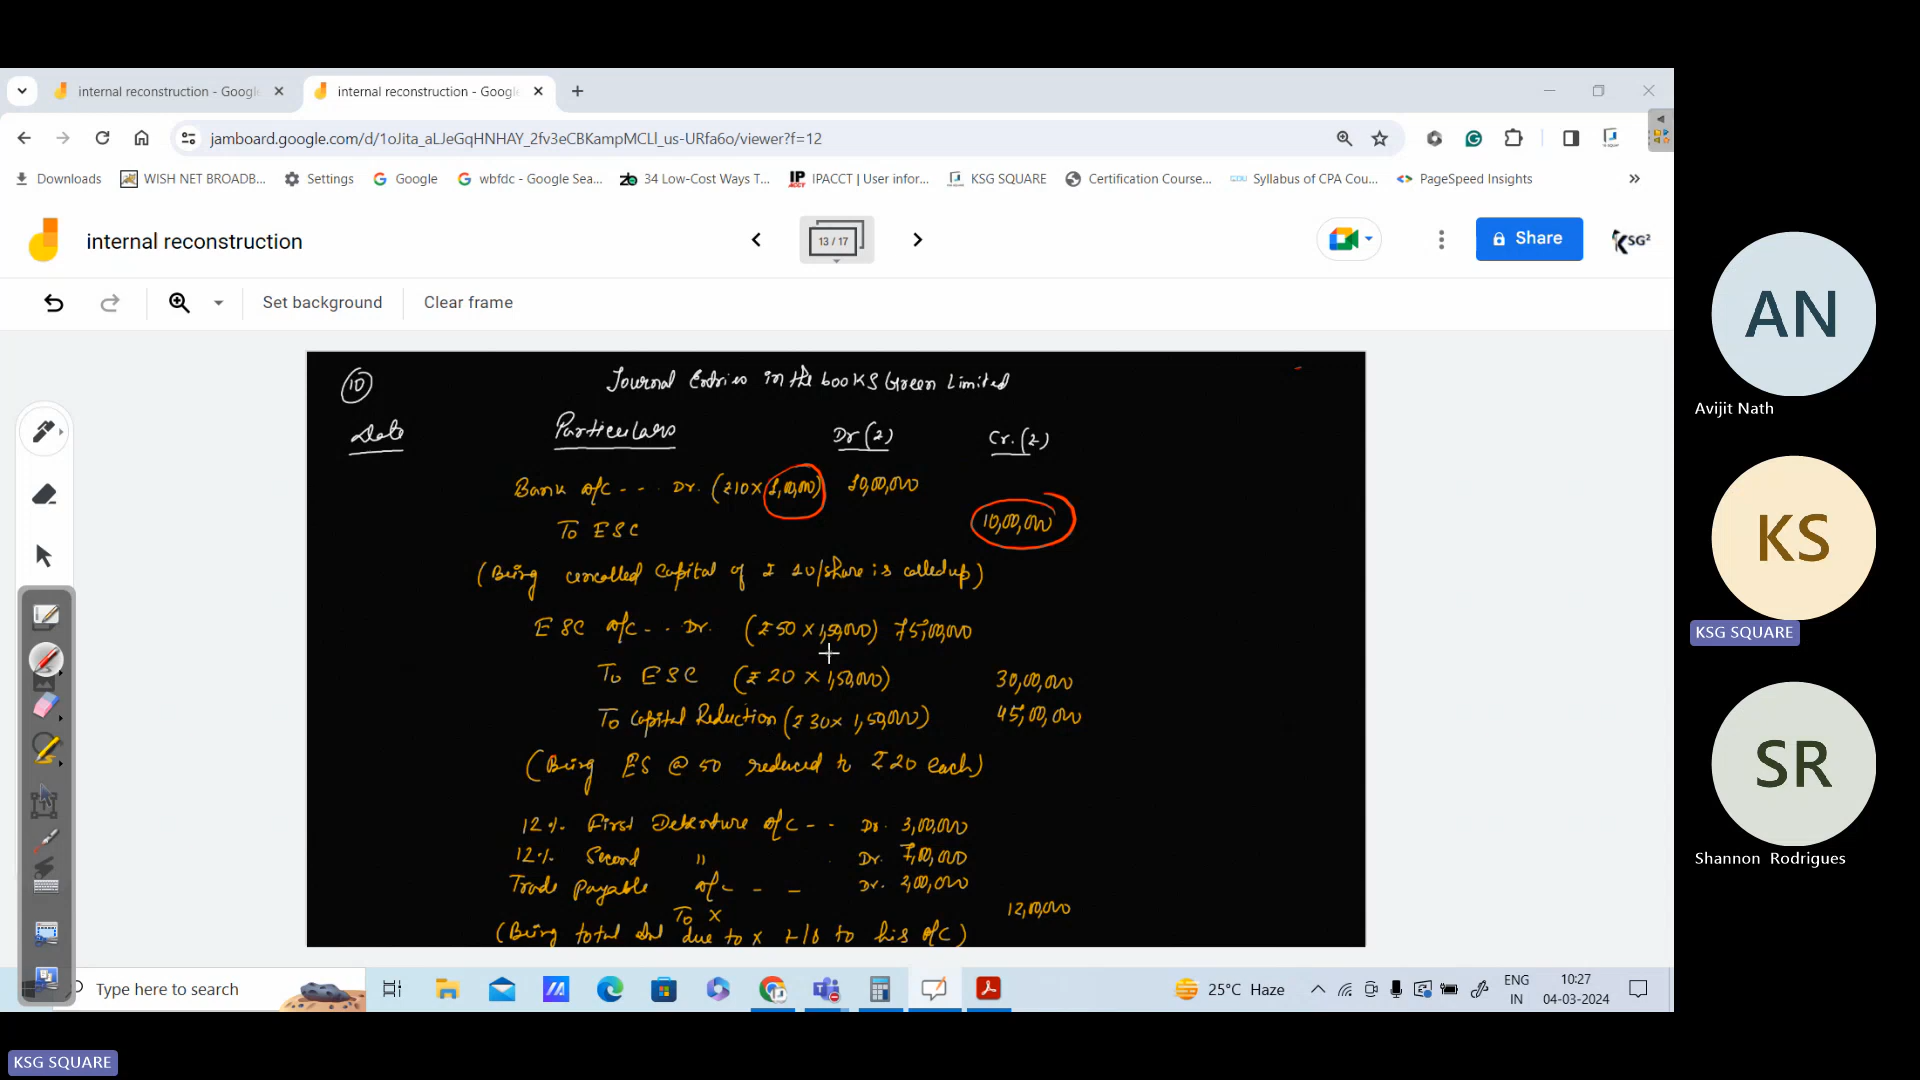 internal reconstruction - Googl
internal reconstruction - Google
jamboard.google.com/d/1oJita_aLJeGqHNHAY_2fv3eCBKampMCLl_us-URfa6o/viewer?f=12
Downloads WISH NET BROADB... Settings Google wbfdc - Google Sea... 34 Low-Cost Ways T... IPACCT | User infor... KSG SQUARE Certification Course... Syllabus of CPA Cou... PageSpeed Insights
internal reconstruction
13 / 17
Share
KSG²
Set background
Clear frame
10 Journal Entries in the books Green Limited
Date Particulars Dr (₹) Cr. (₹)
Bank a/c -- . Dr. (₹10 × 1,00,000) 10,00,000
To ESC 10,00,000
(Being uncalled Capital of ₹ 10/share is called up)
ESC a/c - . . Dr. (₹50 × 1,50,000) 75,00,000
To ESC (₹20 × 1,50,000) 30,00,000
To Capital Reduction (₹30 × 1,50,000) 45,00,000
(Being ES @ 50 reduced to ₹20 each)
12% First Debenture a/c - - Dr. 3,00,000
12% Second " Dr. 7,00,000
Trade payable a/c - - Dr. 2,00,000
To X 12,00,000
(Being total due to X t/f to his a/c)
AN
Avijit Nath
KS
KSG SQUARE
SR
Shannon Rodrigues
Type here to search
25°C Haze
ENG
IN
10:27
04-03-2024
KSG SQUARE